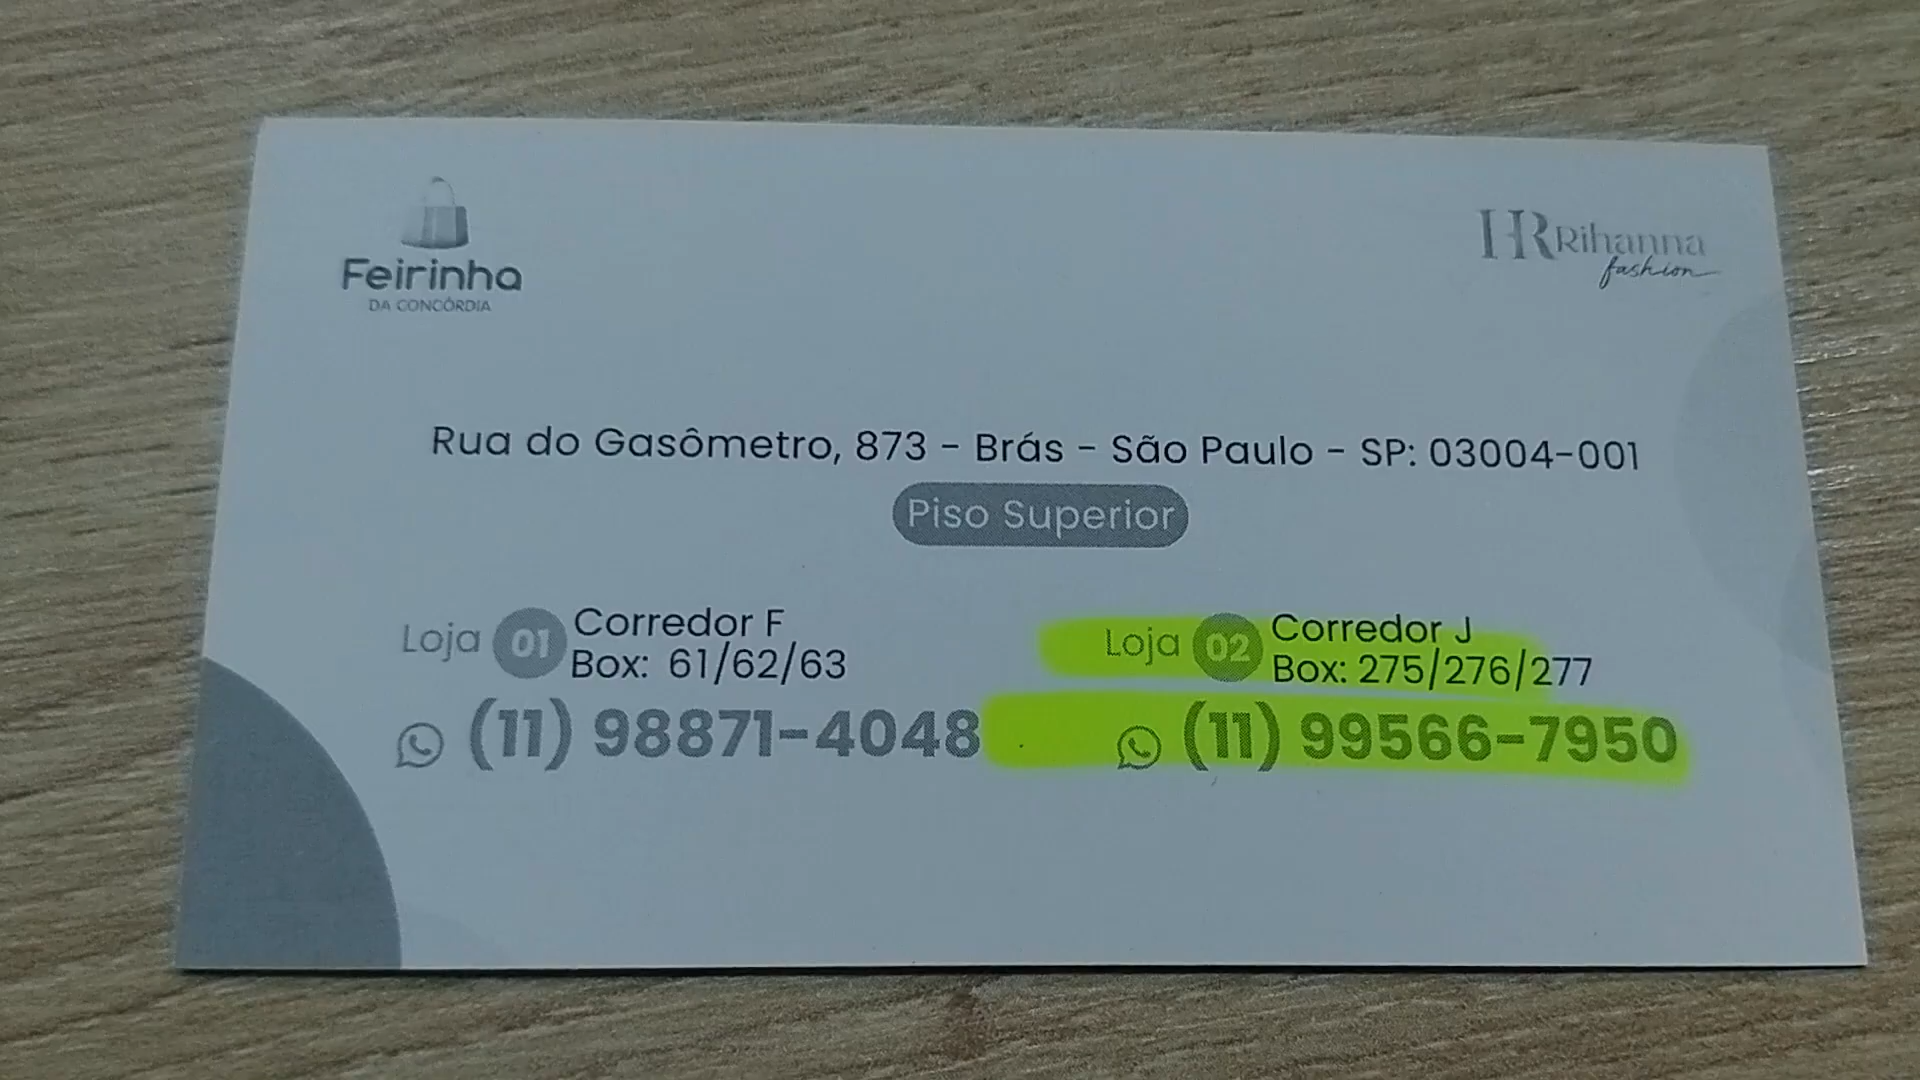 Feirinha
DA CONCÓRDIA
HR Rihanna
fashion
Rua do Gasômetro, 873 - Brás - São Paulo - SP: 03004-001
Piso Superior
Loja 01 Corredor F
Box: 61/62/63
(11) 98871-4048
Loja 02 Corredor J
Box: 275/276/277
(11) 99566-7950